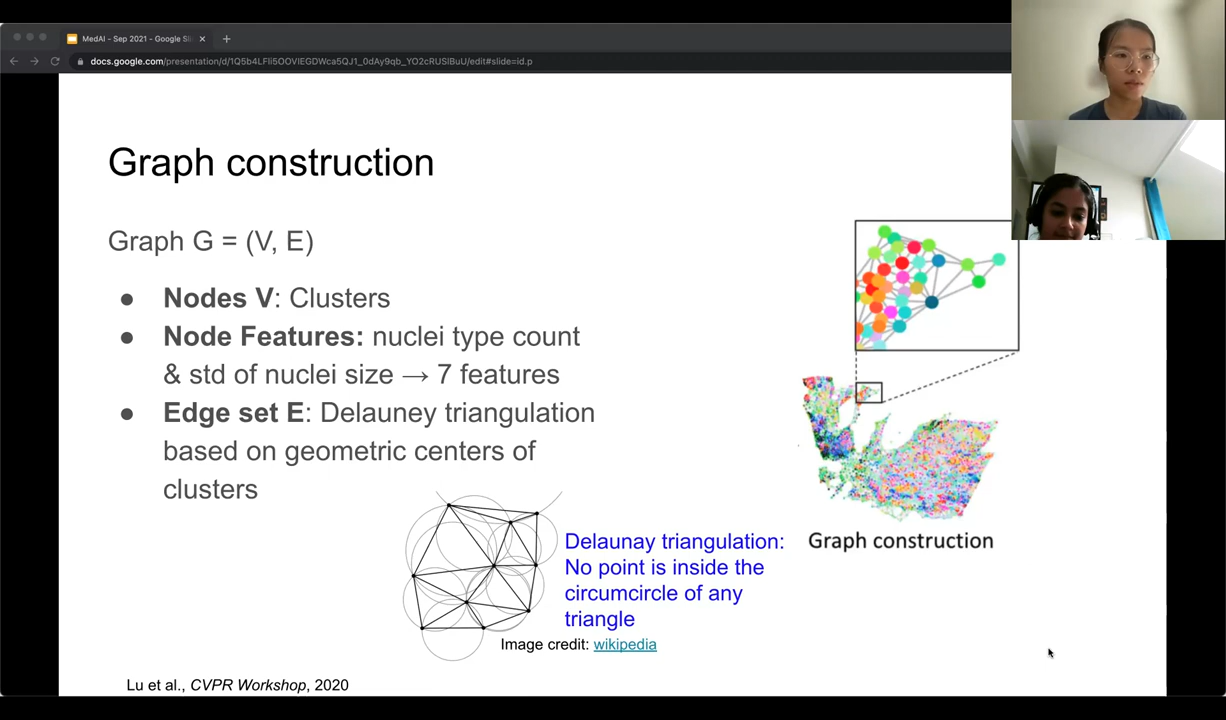 MedAI - Sep 2021 - Google Sli
docs.google.com/presentation/d/1Q5b4LFIi5OOVIEGDWca5QJ1_0dAy9qb_YO2cRUSIBuU/edit#slide=id.p
Graph construction
Graph G = (V, E)
● Nodes V: Clusters
● Node Features: nuclei type count
& std of nuclei size → 7 features
● Edge set E: Delauney triangulation
based on geometric centers of
clusters
Graph construction
Delaunay triangulation:
No point is inside the
circumcircle of any
triangle
Image credit: wikipedia
Lu et al., CVPR Workshop, 2020